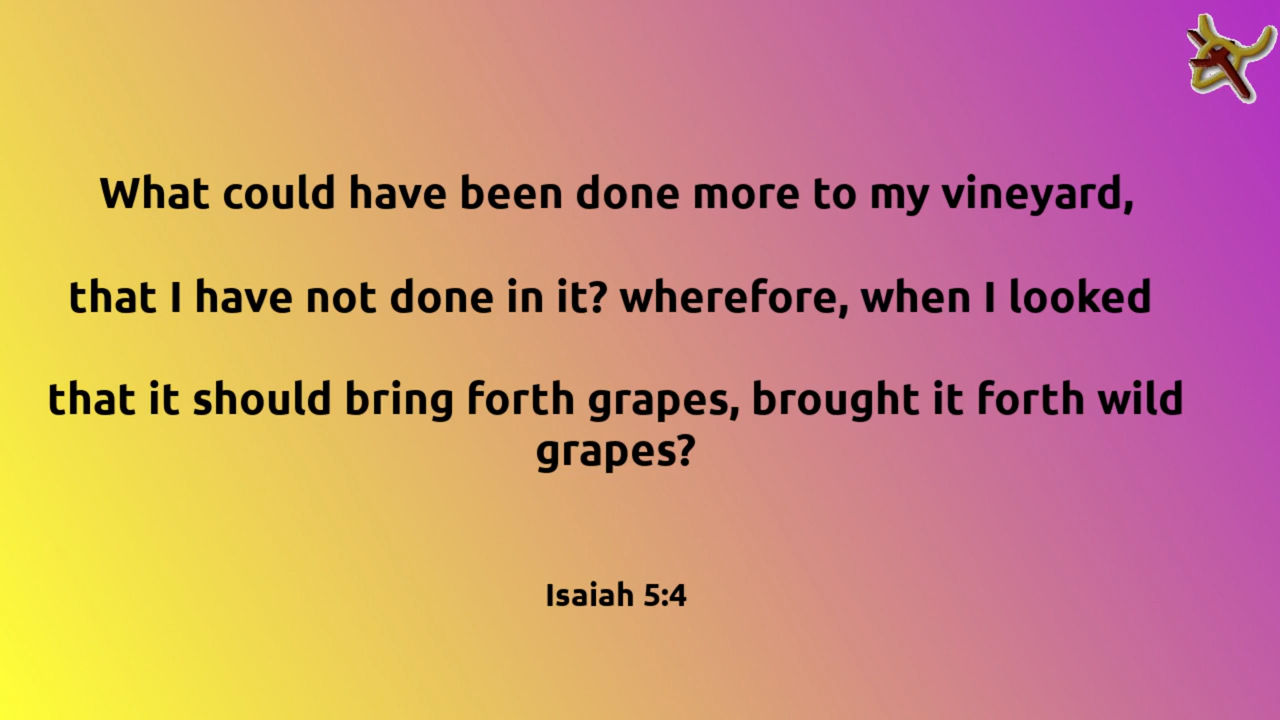 What could have been done more to my vineyard,
that I have not done in it? wherefore, when I looked
that it should bring forth grapes, brought it forth wild
grapes?
Isaiah 5:4